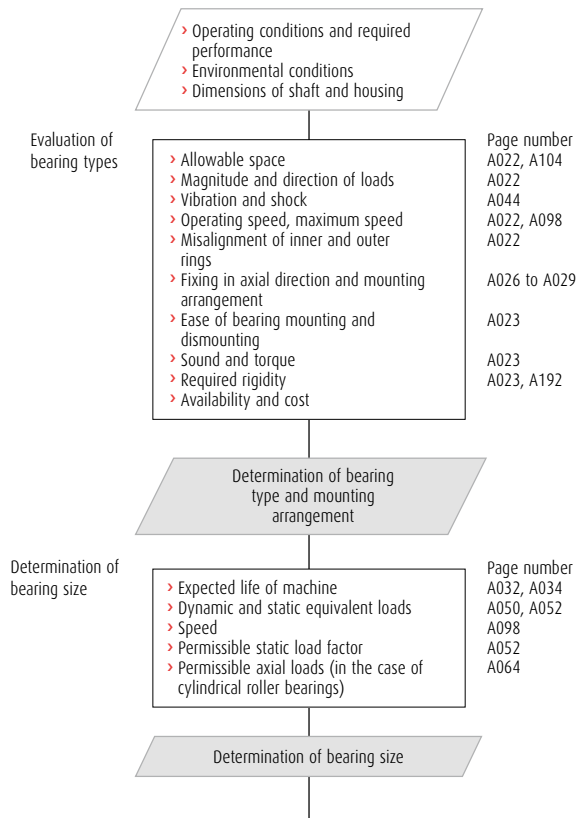 › Operating conditions and required
performance
› Environmental conditions
› Dimensions of shaft and housing
Evaluation of
bearing types
Page number
› Allowable space A022, A104
› Magnitude and direction of loads A022
› Vibration and shock A044
› Operating speed, maximum speed A022, A098
› Misalignment of inner and outer A022
rings
› Fixing in axial direction and mounting A026 to A029
arrangement
› Ease of bearing mounting and A023
dismounting
› Sound and torque A023
› Required rigidity A023, A192
› Availability and cost
Determination of bearing
type and mounting
arrangement
Determination of
bearing size
Page number
› Expected life of machine A032, A034
› Dynamic and static equivalent loads A050, A052
› Speed A098
› Permissible static load factor A052
› Permissible axial loads (in the case of A064
cylindrical roller bearings)
Determination of bearing size